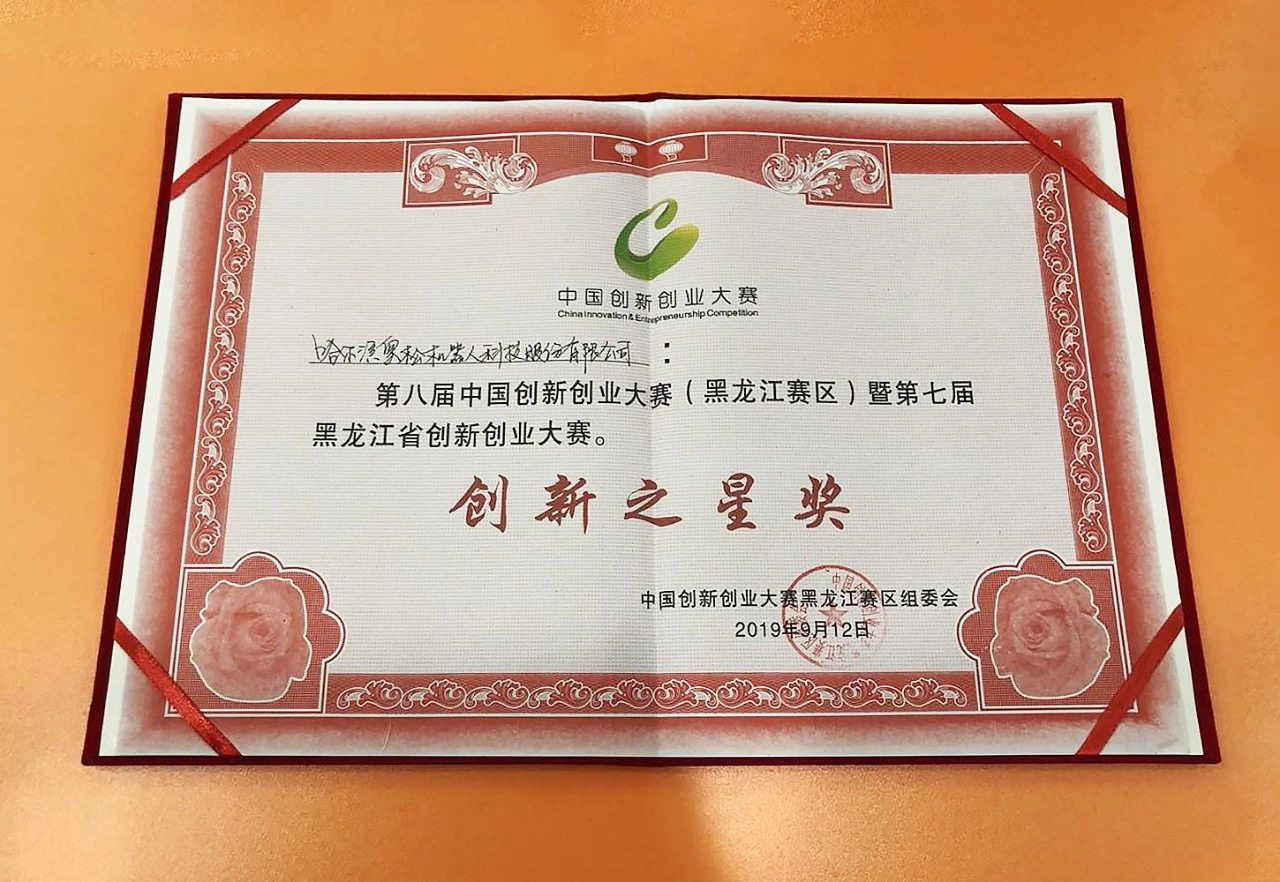 中国创新创业大赛
China Innovation & Entrepreneurship Competition
哈尔滨奥松机器人科技股份有限公司：
第八届中国创新创业大赛（黑龙江赛区）暨第七届
黑龙江省创新创业大赛。
创新之星奖
中国创新创业大赛黑龙江赛区组委会
2019年9月12日